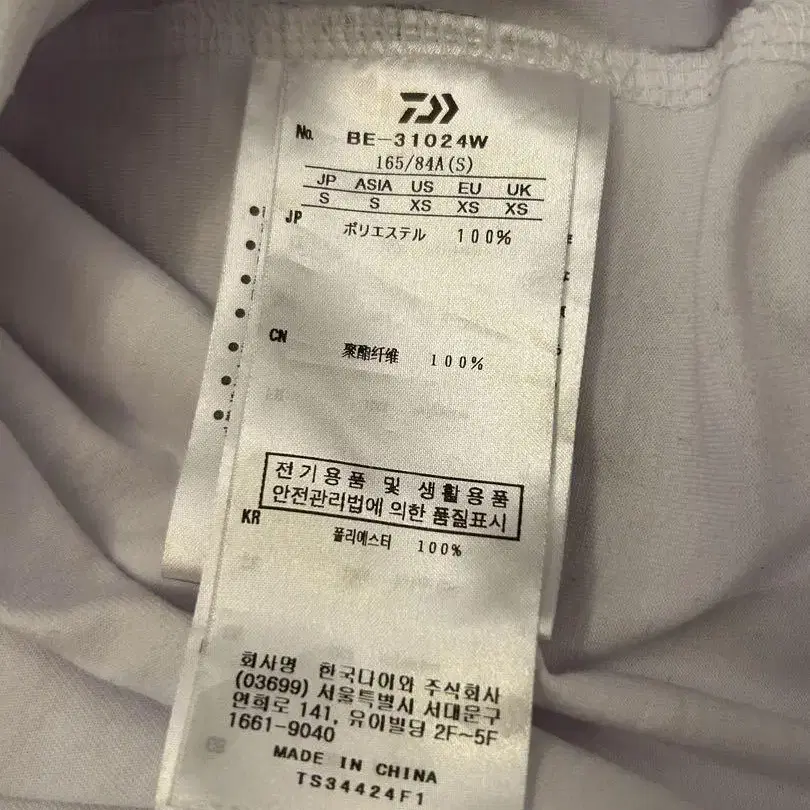 No. BE-31024W
165/84A(S)
JP ASIA US EU UK
S S XS XS XS
JP
ポリエステル 100%
CN
聚酯纤维 100%
전기용품 및 생활용품
안전관리법에 의한 품질표시
KR
폴리에스터 100%
회사명 한국다이와 주식회사
(03699) 서울특별시 서대문구
연희로 141, 유이빌딩 2F~5F
1661-9040
MADE IN CHINA
TS34424F1